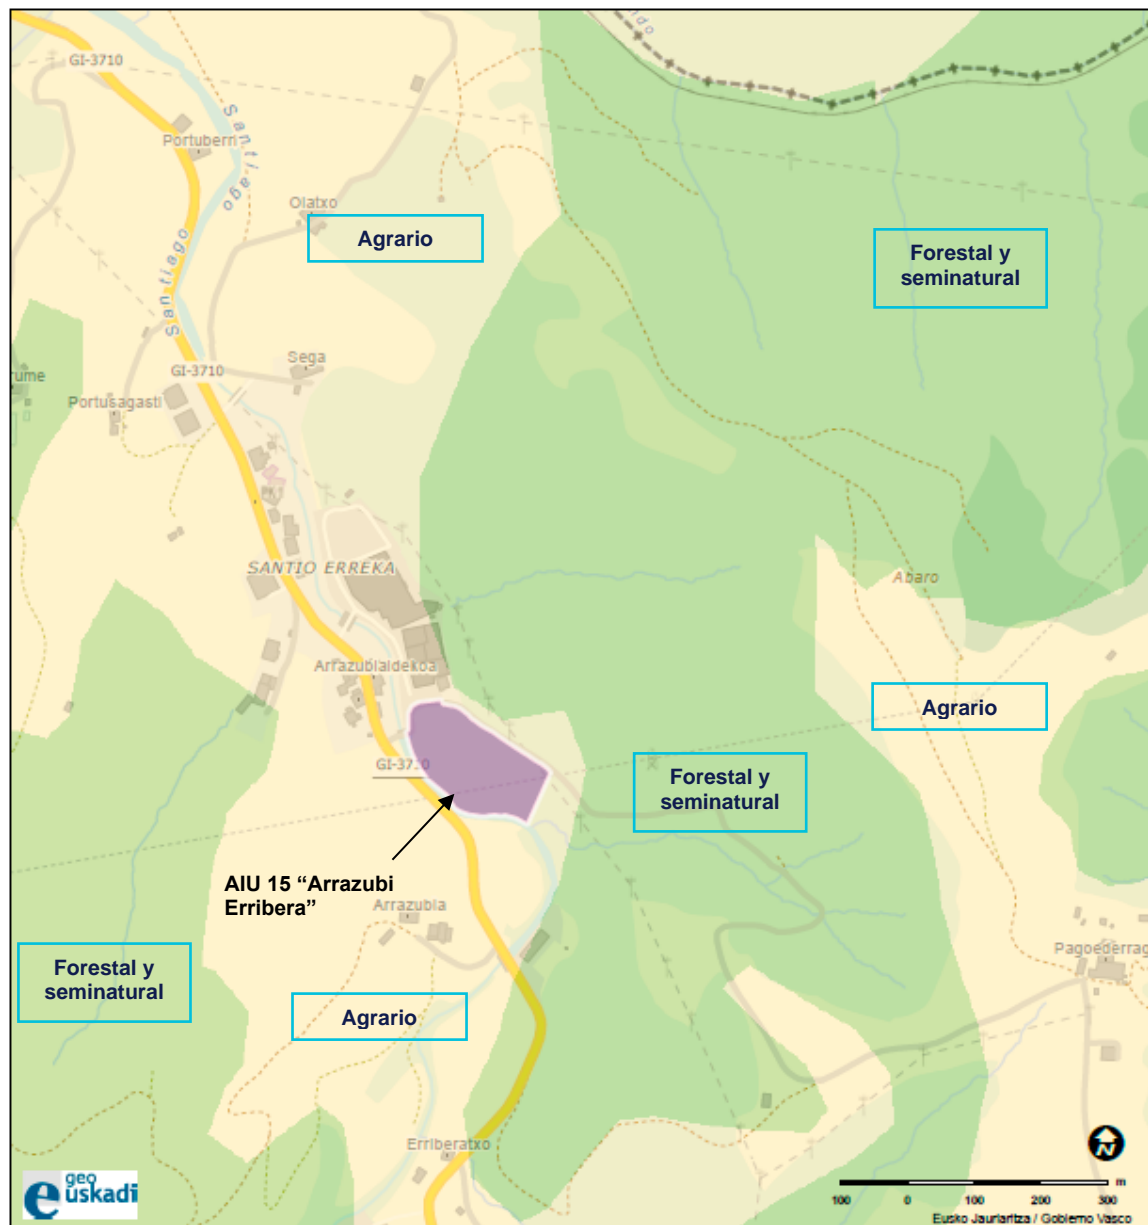 GI-3710
Portuberri
Santiago
Olatxo
Agrario
Forestal y
seminatural
Santiago
Sega
GI-3710
Portusagasti
SANTIO ERREKA
Abaro
Arrazubialdekoa
Agrario
GI-3710
Forestal y
seminatural
AIU 15 “Arrazubi
Erribera”
Arrazubia
Pagoederrag
Forestal y
seminatural
Agrario
Erriberatxo
N
geo
euskadi
100 0 100 200 300 m
Eusko Jaurlaritza / Gobierno Vasco